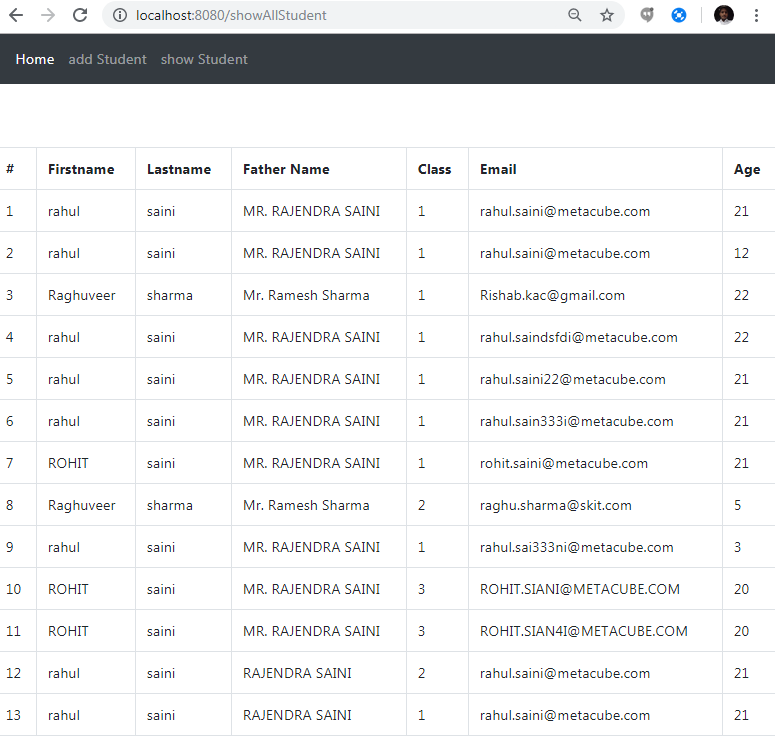 localhost:8080/showAllStudent
Home add Student show Student
# Firstname Lastname Father Name Class Email Age
1 rahul saini MR. RAJENDRA SAINI 1 rahul.saini@metacube.com 21
2 rahul saini MR. RAJENDRA SAINI 1 rahul.saini@metacube.com 12
3 Raghuveer sharma Mr. Ramesh Sharma 1 Rishab.kac@gmail.com 22
4 rahul saini MR. RAJENDRA SAINI 1 rahul.saindsfdi@metacube.com 22
5 rahul saini MR. RAJENDRA SAINI 1 rahul.saini22@metacube.com 21
6 rahul saini MR. RAJENDRA SAINI 1 rahul.sain333i@metacube.com 21
7 ROHIT saini MR. RAJENDRA SAINI 1 rohit.saini@metacube.com 21
8 Raghuveer sharma Mr. Ramesh Sharma 2 raghu.sharma@skit.com 5
9 rahul saini MR. RAJENDRA SAINI 1 rahul.sai333ni@metacube.com 3
10 ROHIT saini MR. RAJENDRA SAINI 3 ROHIT.SIANI@METACUBE.COM 20
11 ROHIT saini MR. RAJENDRA SAINI 3 ROHIT.SIAN4I@METACUBE.COM 20
12 rahul saini RAJENDRA SAINI 2 rahul.saini@metacube.com 21
13 rahul saini RAJENDRA SAINI 1 rahul.saini@metacube.com 21